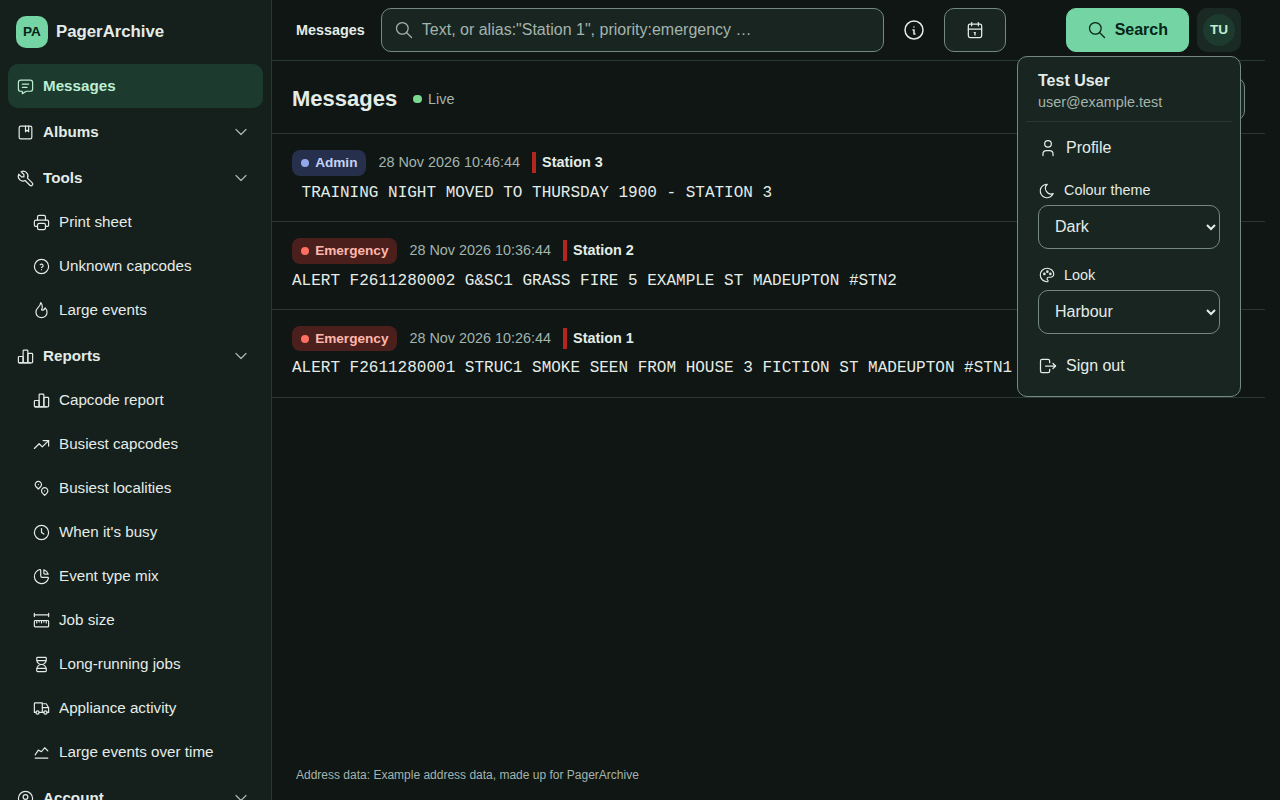 PA PagerArchive
Messages
Albums
Tools
Print sheet
Unknown capcodes
Large events
Reports
Capcode report
Busiest capcodes
Busiest localities
When it's busy
Event type mix
Job size
Long-running jobs
Appliance activity
Large events over time
Account
Messages
Text, or alias:"Station 1", priority:emergency …
Search
TU
Messages
Live
Admin 28 Nov 2026 10:46:44 Station 3
TRAINING NIGHT MOVED TO THURSDAY 1900 - STATION 3
Emergency 28 Nov 2026 10:36:44 Station 2
ALERT F2611280002 G&SC1 GRASS FIRE 5 EXAMPLE ST MADEUPTON #STN2
Emergency 28 Nov 2026 10:26:44 Station 1
ALERT F2611280001 STRUC1 SMOKE SEEN FROM HOUSE 3 FICTION ST MADEUPTON #STN1
Test User
user@example.test
Profile
Colour theme
Dark
Look
Harbour
Sign out
Address data: Example address data, made up for PagerArchive